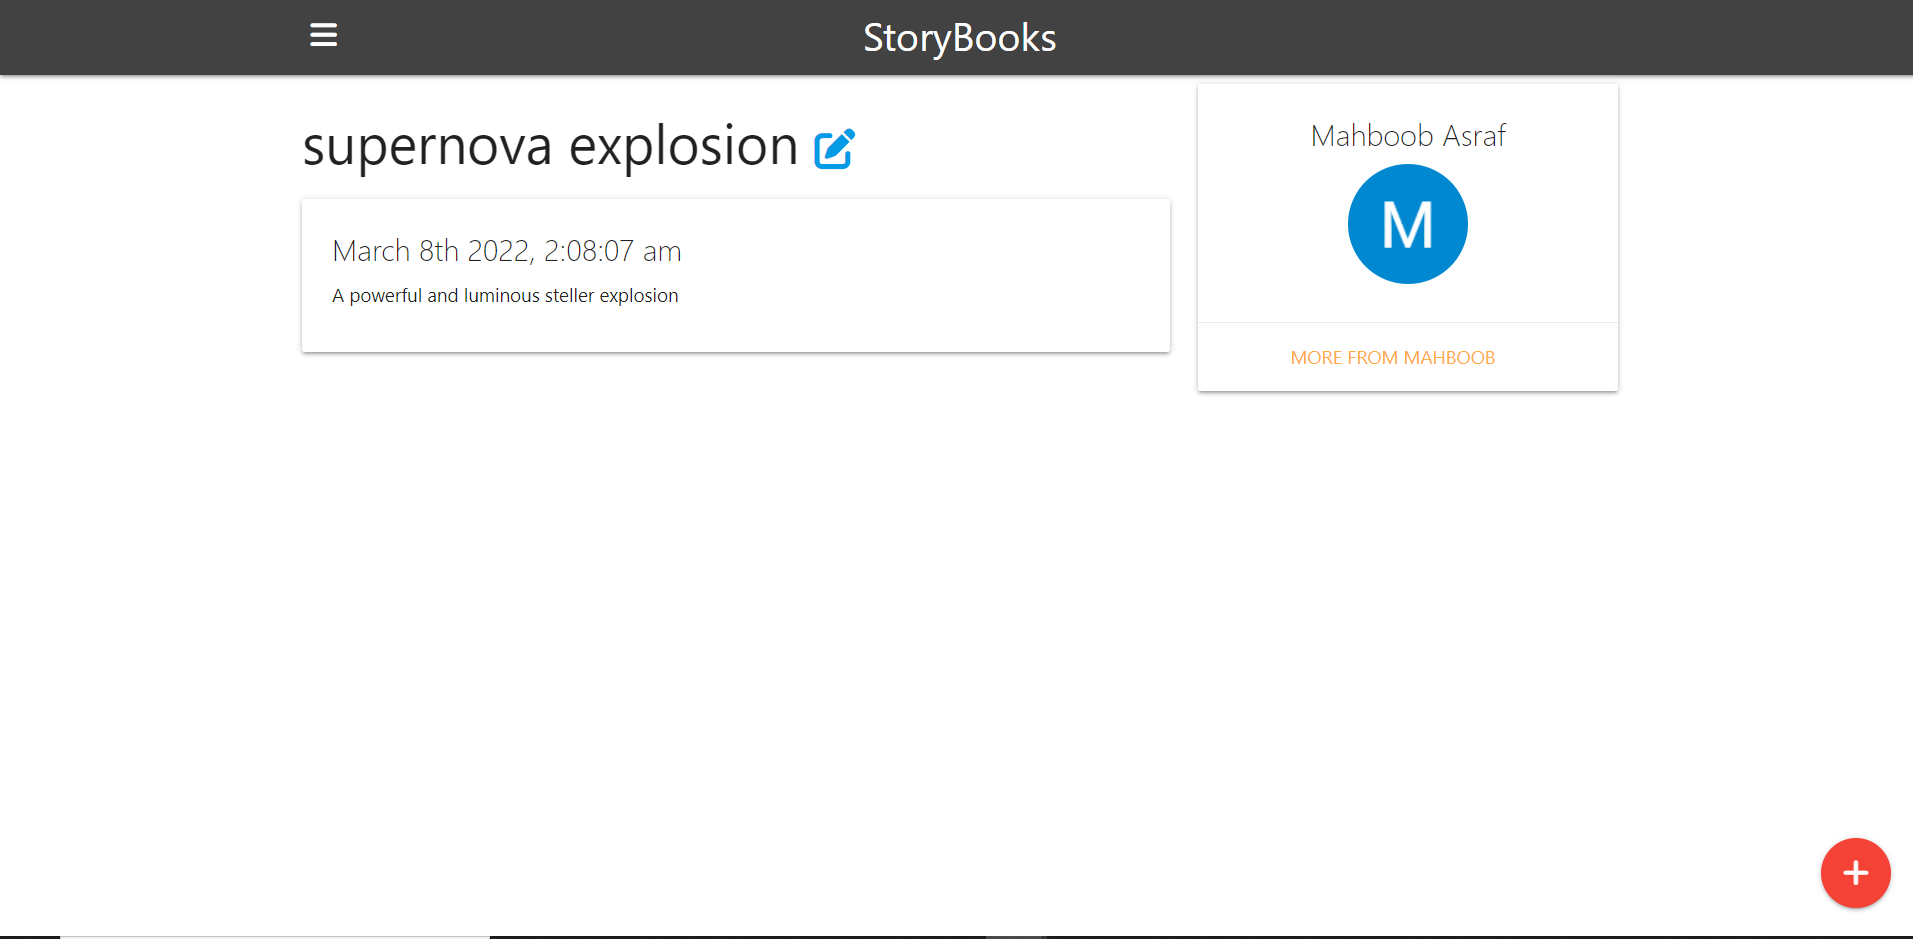 StoryBooks
supernova explosion
March 8th 2022, 2:08:07 am
A powerful and luminous steller explosion
Mahboob Asraf
M
MORE FROM MAHBOOB